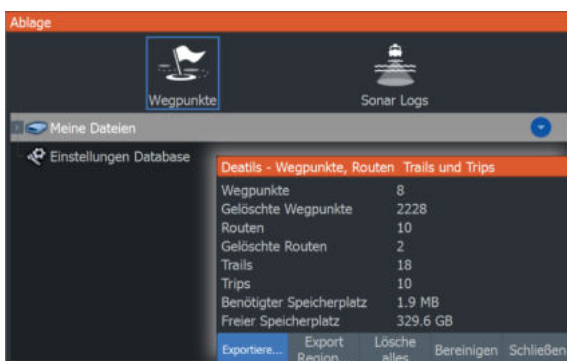 Ablage
Wegpunkte Sonar Logs
Meine Dateien
Einstellungen Database
Deatils - Wegpunkte, Routen Trails und Trips
Wegpunkte 8
Gelöschte Wegpunkte 2228
Routen 10
Gelöschte Routen 2
Trails 18
Trips 10
Benötigter Speicherplatz 1.9 MB
Freier Speicherplatz 329.6 GB
Exportiere... Export Region... Lösche alles Bereinigen Schließen